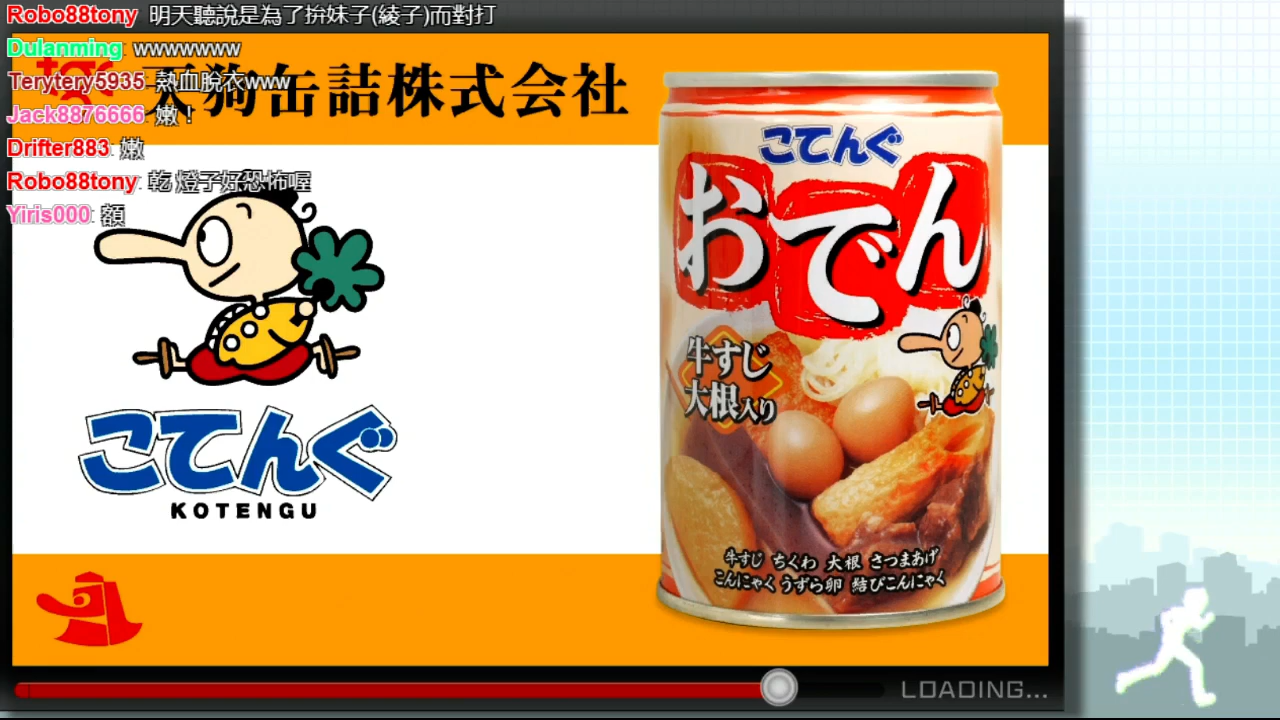 Robo88tony: 明天聽說是為了拚妹子(綾子)而對打
Dulanming: wwwwwwww
Terytery5935: 熱血脫衣www
Jack8876666: 嫩！
Drifter883: 嫩
Robo88tony: 乾 燈子好恐怖喔
Yiris000: 額
天狗缶詰株式会社
こてんぐ
KOTENGU
こてんぐ
おでん
牛すじ
大根入り
牛すじ ちくわ 大根 さつまあげ
こんにゃく うずら卵 結びこんにゃく
LOADING...